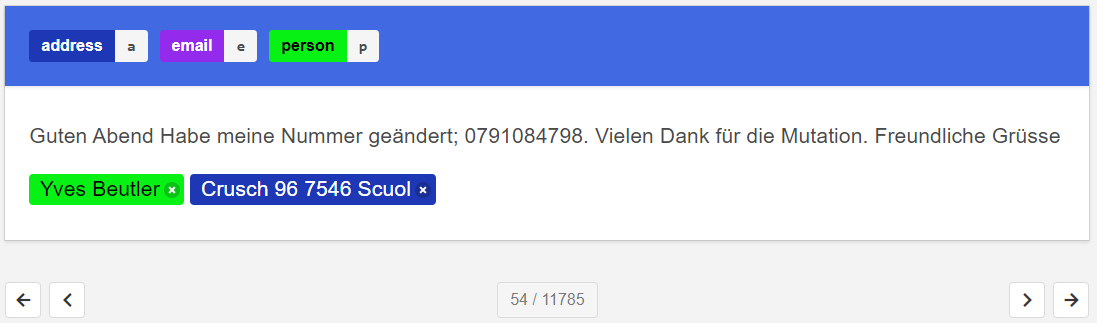 address a email e person p
Guten Abend Habe meine Nummer geändert; 0791084798. Vielen Dank für die Mutation. Freundliche Grüsse
Yves Beutler × Crusch 96 7546 Scuol ×
54 / 11785